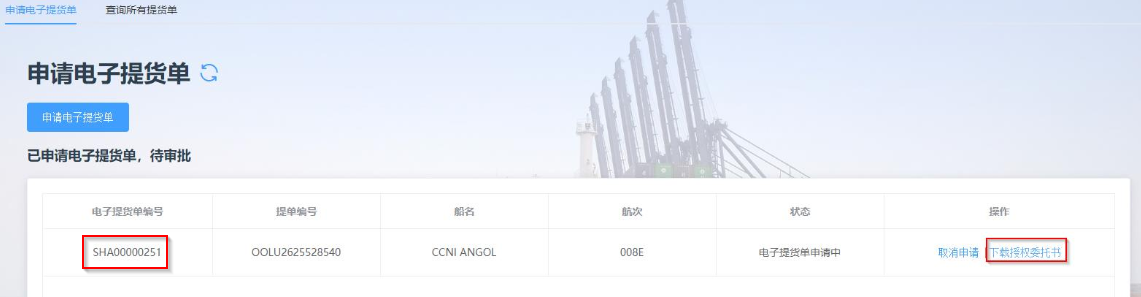 申请电子提货单 查询所有提货单
申请电子提货单
申请电子提货单
已申请电子提货单，待审批
电子提货单编号 提单编号 船名 航次 状态 操作
SHA00000251 OOLU2625528540 CCNI ANGOL 008E 电子提货单申请中 取消申请 | 下载授权委托书